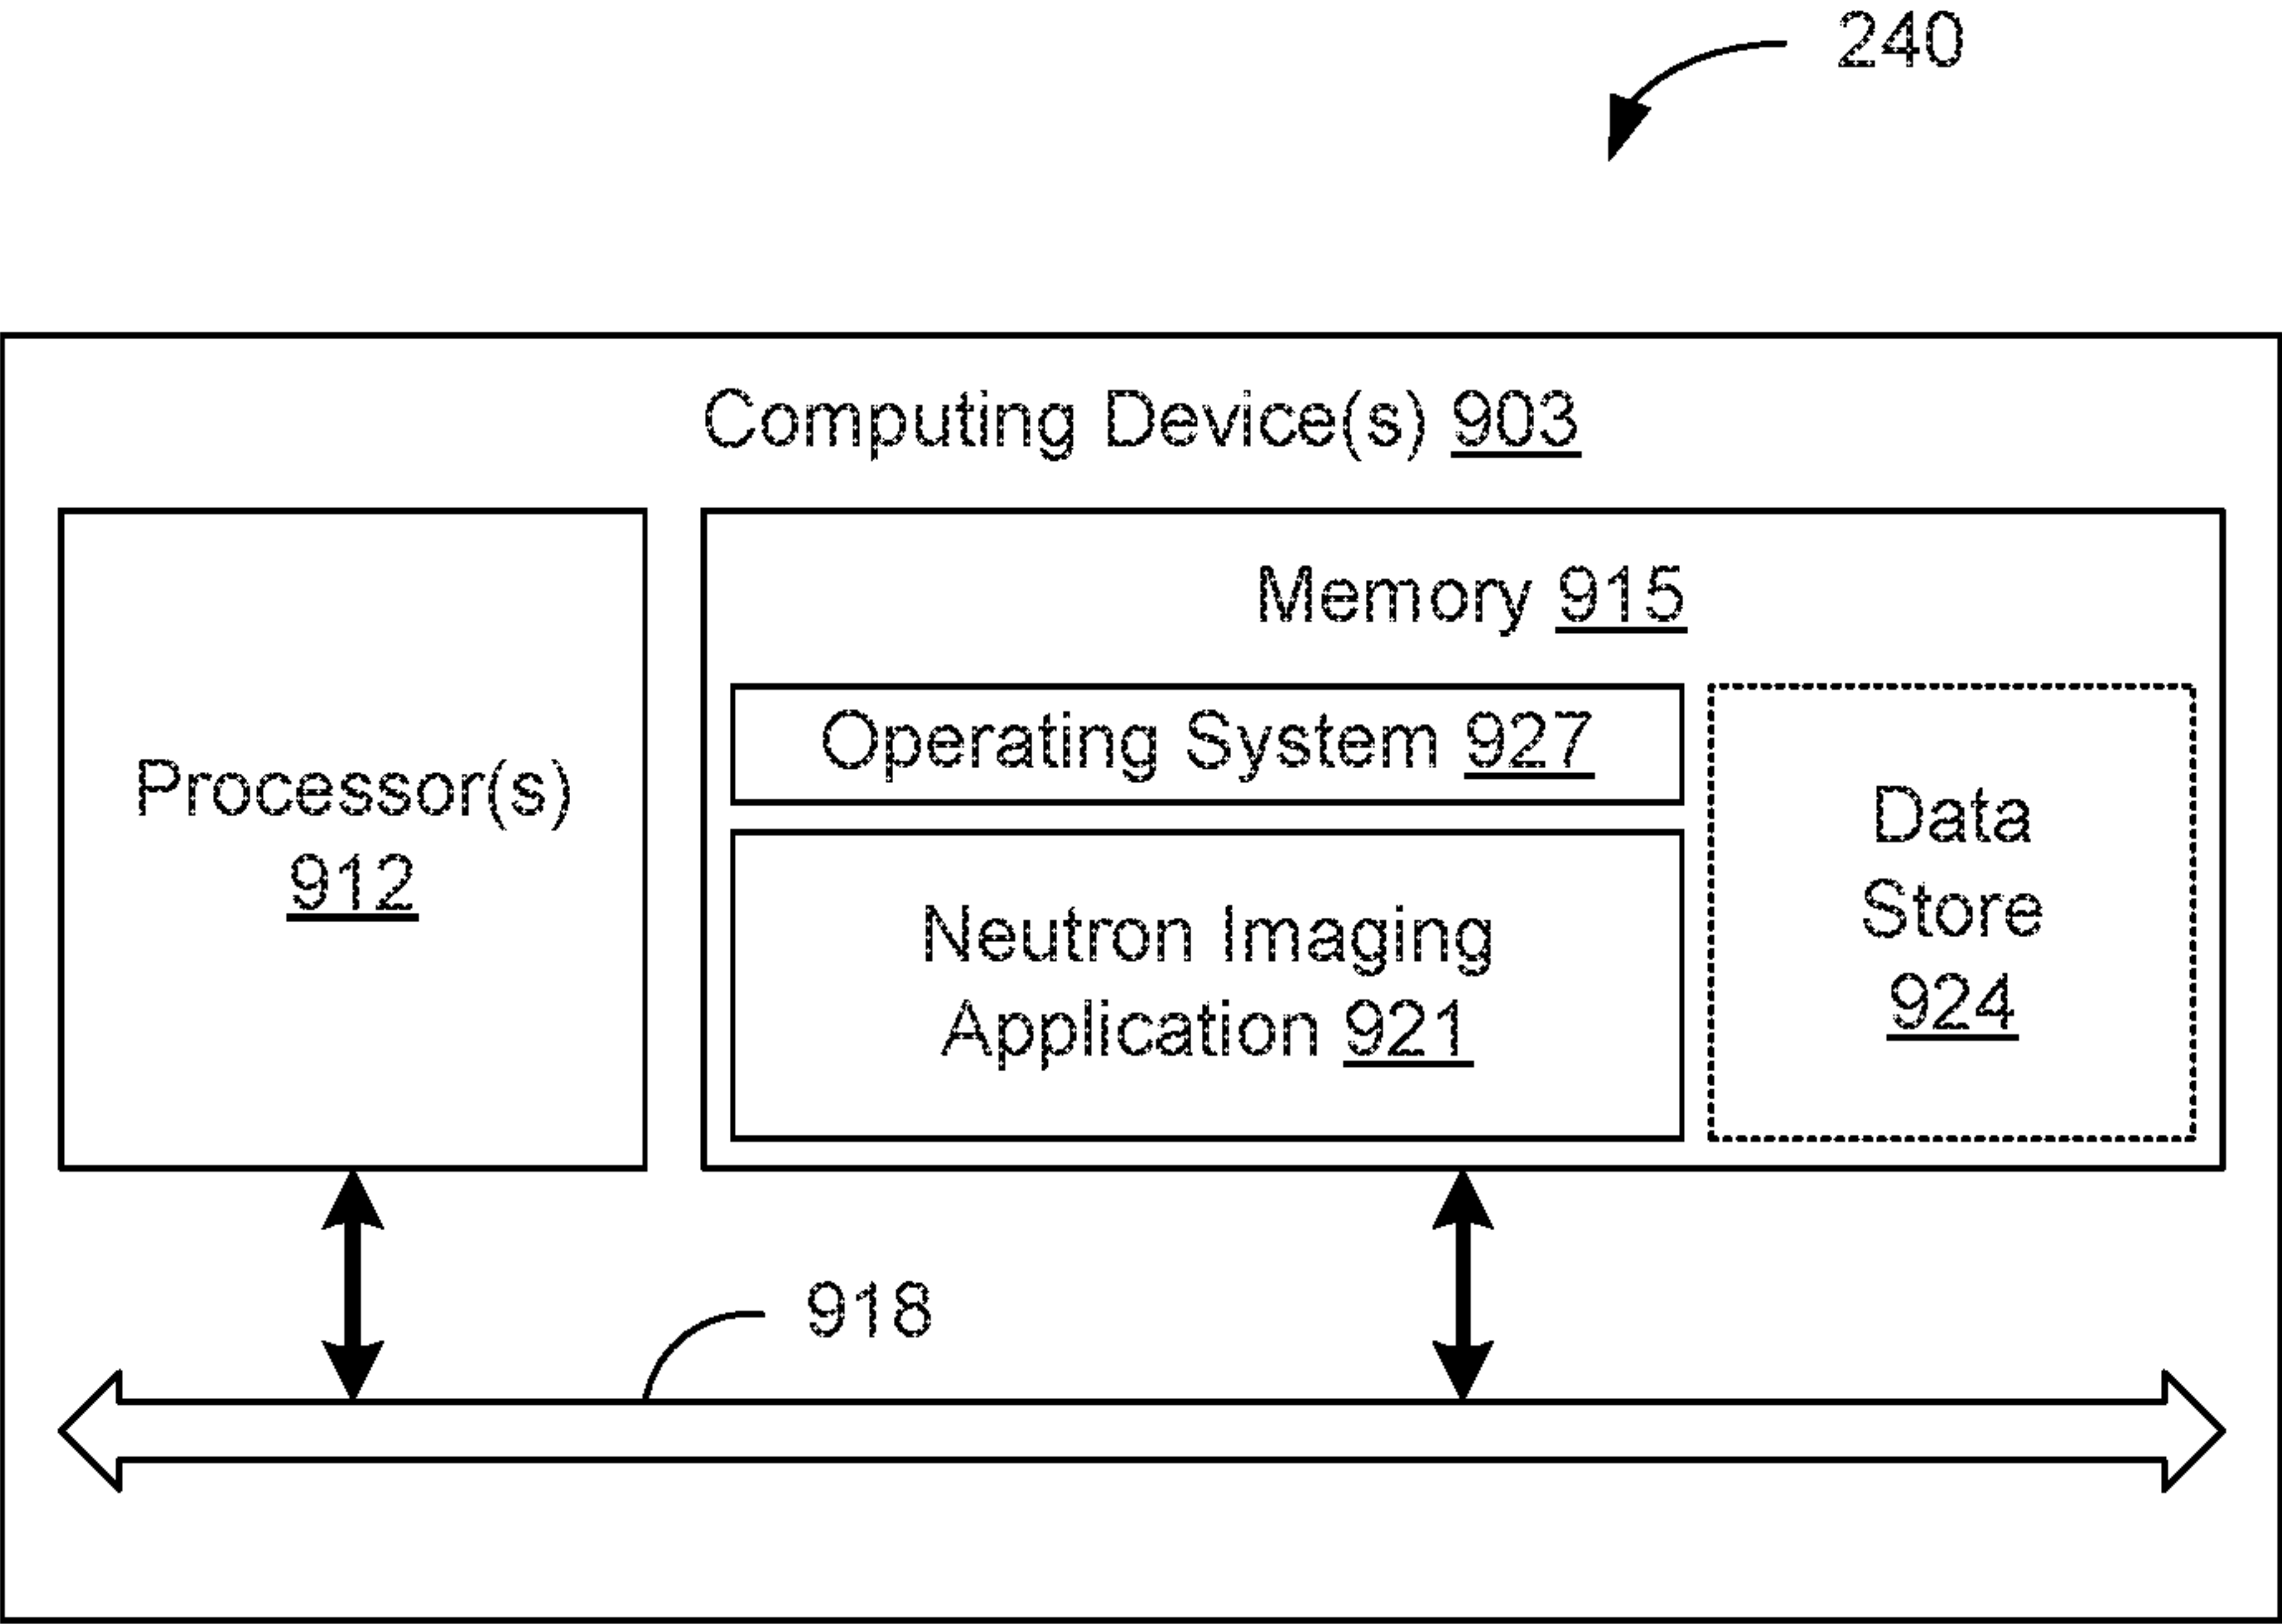 240
Computing Device(s) 903
Processor(s)
912
Memory 915
Operating System 927
Neutron Imaging
Application 921
Data
Store
924
918